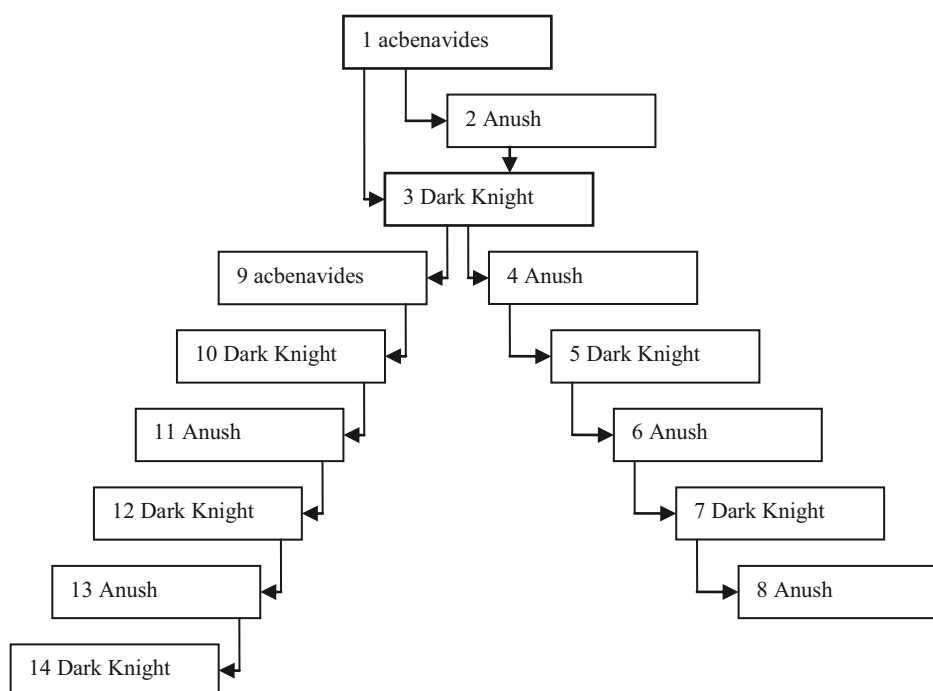 1 acbenavides
2 Anush
3 Dark Knight
9 acbenavides
4 Anush
10 Dark Knight
5 Dark Knight
11 Anush
6 Anush
12 Dark Knight
7 Dark Knight
13 Anush
8 Anush
14 Dark Knight